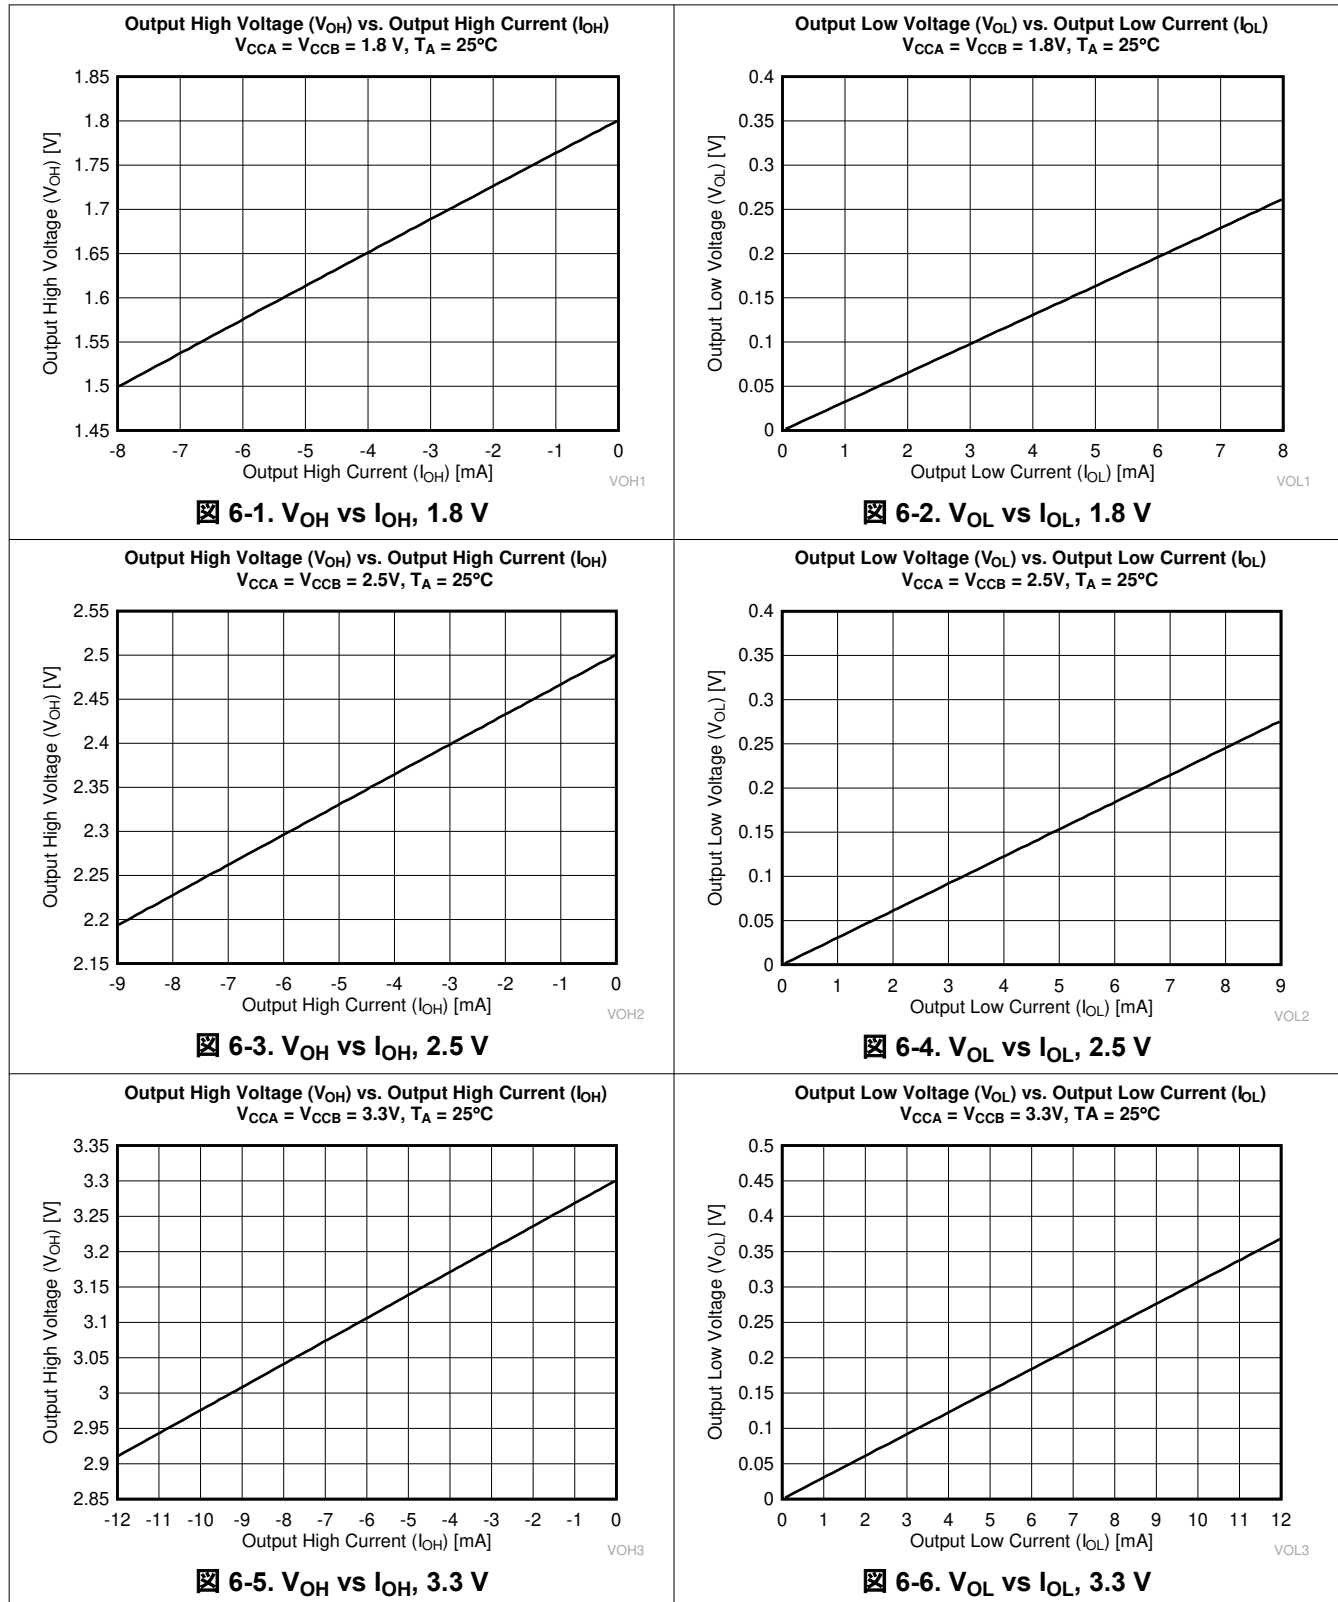 Output High Voltage (VOH) vs. Output High Current (IOH)
VCCA = VCCB = 1.8 V, TA = 25°C
1.85
1.8
1.75
1.7
1.65
1.6
1.55
1.5
1.45
Output High Voltage (VOH) [V]
-8 -7 -6 -5 -4 -3 -2 -1 0
Output High Current (IOH) [mA]
VOH1
図 6-1. VOH vs IOH, 1.8 V
Output Low Voltage (VOL) vs. Output Low Current (IOL)
VCCA = VCCB = 1.8V, TA = 25°C
0.4
0.35
0.3
0.25
0.2
0.15
0.1
0.05
0
Output Low Voltage (VOL) [V]
0 1 2 3 4 5 6 7 8
Output Low Current (IOL) [mA]
VOL1
図 6-2. VOL vs IOL, 1.8 V
Output High Voltage (VOH) vs. Output High Current (IOH)
VCCA = VCCB = 2.5V, TA = 25°C
2.55
2.5
2.45
2.4
2.35
2.3
2.25
2.2
2.15
Output High Voltage (VOH) [V]
-9 -8 -7 -6 -5 -4 -3 -2 -1 0
Output High Current (IOH) [mA]
VOH2
図 6-3. VOH vs IOH, 2.5 V
Output Low Voltage (VOL) vs. Output Low Current (IOL)
VCCA = VCCB = 2.5V, TA = 25°C
0.4
0.35
0.3
0.25
0.2
0.15
0.1
0.05
0
Output Low Voltage (VOL) [V]
0 1 2 3 4 5 6 7 8 9
Output Low Current (IOL) [mA]
VOL2
図 6-4. VOL vs IOL, 2.5 V
Output High Voltage (VOH) vs. Output High Current (IOH)
VCCA = VCCB = 3.3V, TA = 25°C
3.35
3.3
3.25
3.2
3.15
3.1
3.05
3
2.95
2.9
2.85
Output High Voltage (VOH) [V]
-12 -11 -10 -9 -8 -7 -6 -5 -4 -3 -2 -1 0
Output High Current (IOH) [mA]
VOH3
図 6-5. VOH vs IOH, 3.3 V
Output Low Voltage (VOL) vs. Output Low Current (IOL)
VCCA = VCCB = 3.3V, TA = 25°C
0.5
0.45
0.4
0.35
0.3
0.25
0.2
0.15
0.1
0.05
0
Output Low Voltage (VOL) [V]
0 1 2 3 4 5 6 7 8 9 10 11 12
Output Low Current (IOL) [mA]
VOL3
図 6-6. VOL vs IOL, 3.3 V